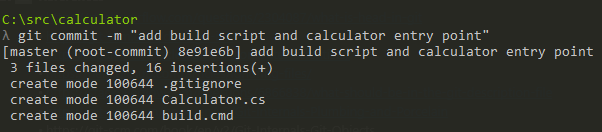 C:\src\calculator
λ git commit -m "add build script and calculator entry point"
[master (root-commit) 8e91e6b] add build script and calculator entry point
 3 files changed, 16 insertions(+)
 create mode 100644 .gitignore
 create mode 100644 Calculator.cs
 create mode 100644 build.cmd